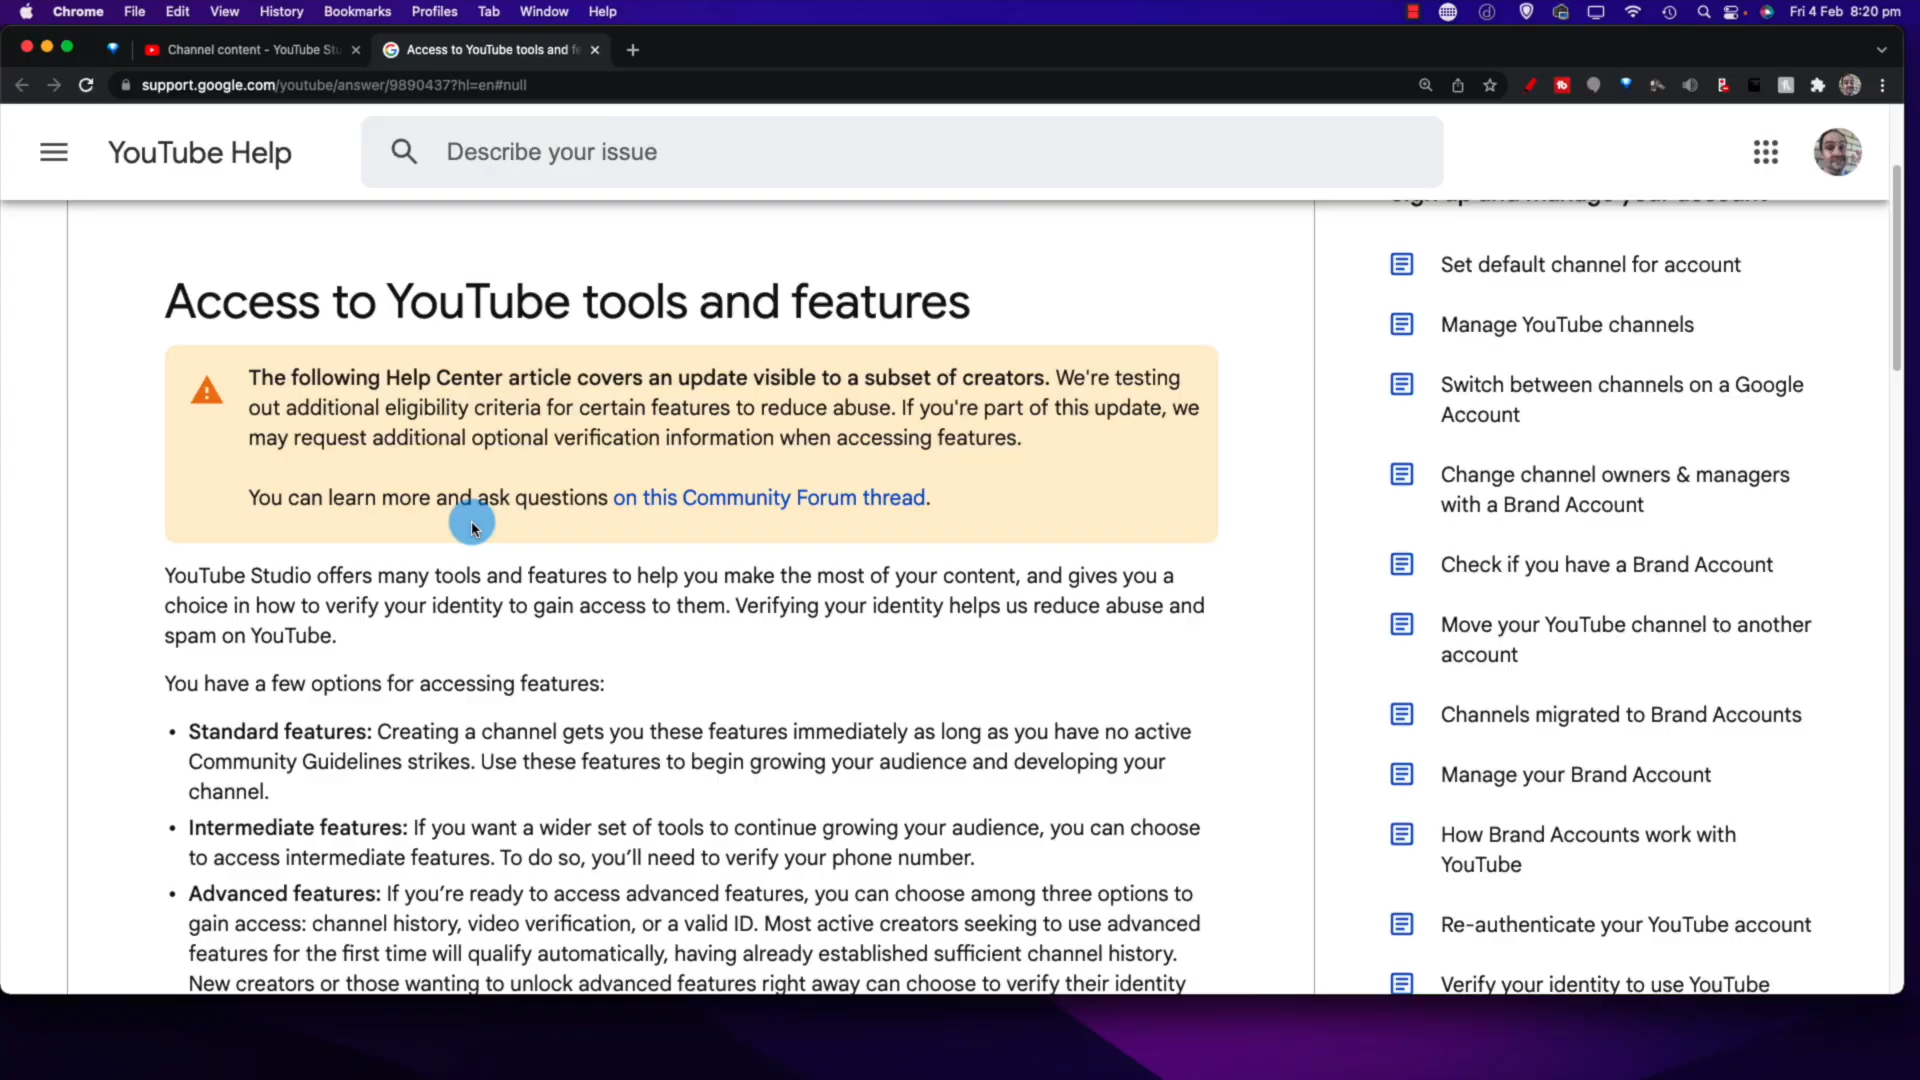 Chrome File Edit View History Bookmarks Profiles Tab Window Help Fri 4 Feb 8:20 pm
Channel content - YouTube Stu Access to YouTube tools and fe
support.google.com/youtube/answer/9890437?hl=en#null
YouTube Help
Describe your issue
Access to YouTube tools and features
The following Help Center article covers an update visible to a subset of creators. We're testing
out additional eligibility criteria for certain features to reduce abuse. If you're part of this update, we
may request additional optional verification information when accessing features.
You can learn more and ask questions on this Community Forum thread.
YouTube Studio offers many tools and features to help you make the most of your content, and gives you a
choice in how to verify your identity to gain access to them. Verifying your identity helps us reduce abuse and
spam on YouTube.
You have a few options for accessing features:
• Standard features: Creating a channel gets you these features immediately as long as you have no active
Community Guidelines strikes. Use these features to begin growing your audience and developing your
channel.
• Intermediate features: If you want a wider set of tools to continue growing your audience, you can choose
to access intermediate features. To do so, you’ll need to verify your phone number.
• Advanced features: If you’re ready to access advanced features, you can choose among three options to
gain access: channel history, video verification, or a valid ID. Most active creators seeking to use advanced
features for the first time will qualify automatically, having already established sufficient channel history.
New creators or those wanting to unlock advanced features right away can choose to verify their identity
Sign up and manage your account
Set default channel for account
Manage YouTube channels
Switch between channels on a Google
Account
Change channel owners & managers
with a Brand Account
Check if you have a Brand Account
Move your YouTube channel to another
account
Channels migrated to Brand Accounts
Manage your Brand Account
How Brand Accounts work with
YouTube
Re-authenticate your YouTube account
Verify your identity to use YouTube